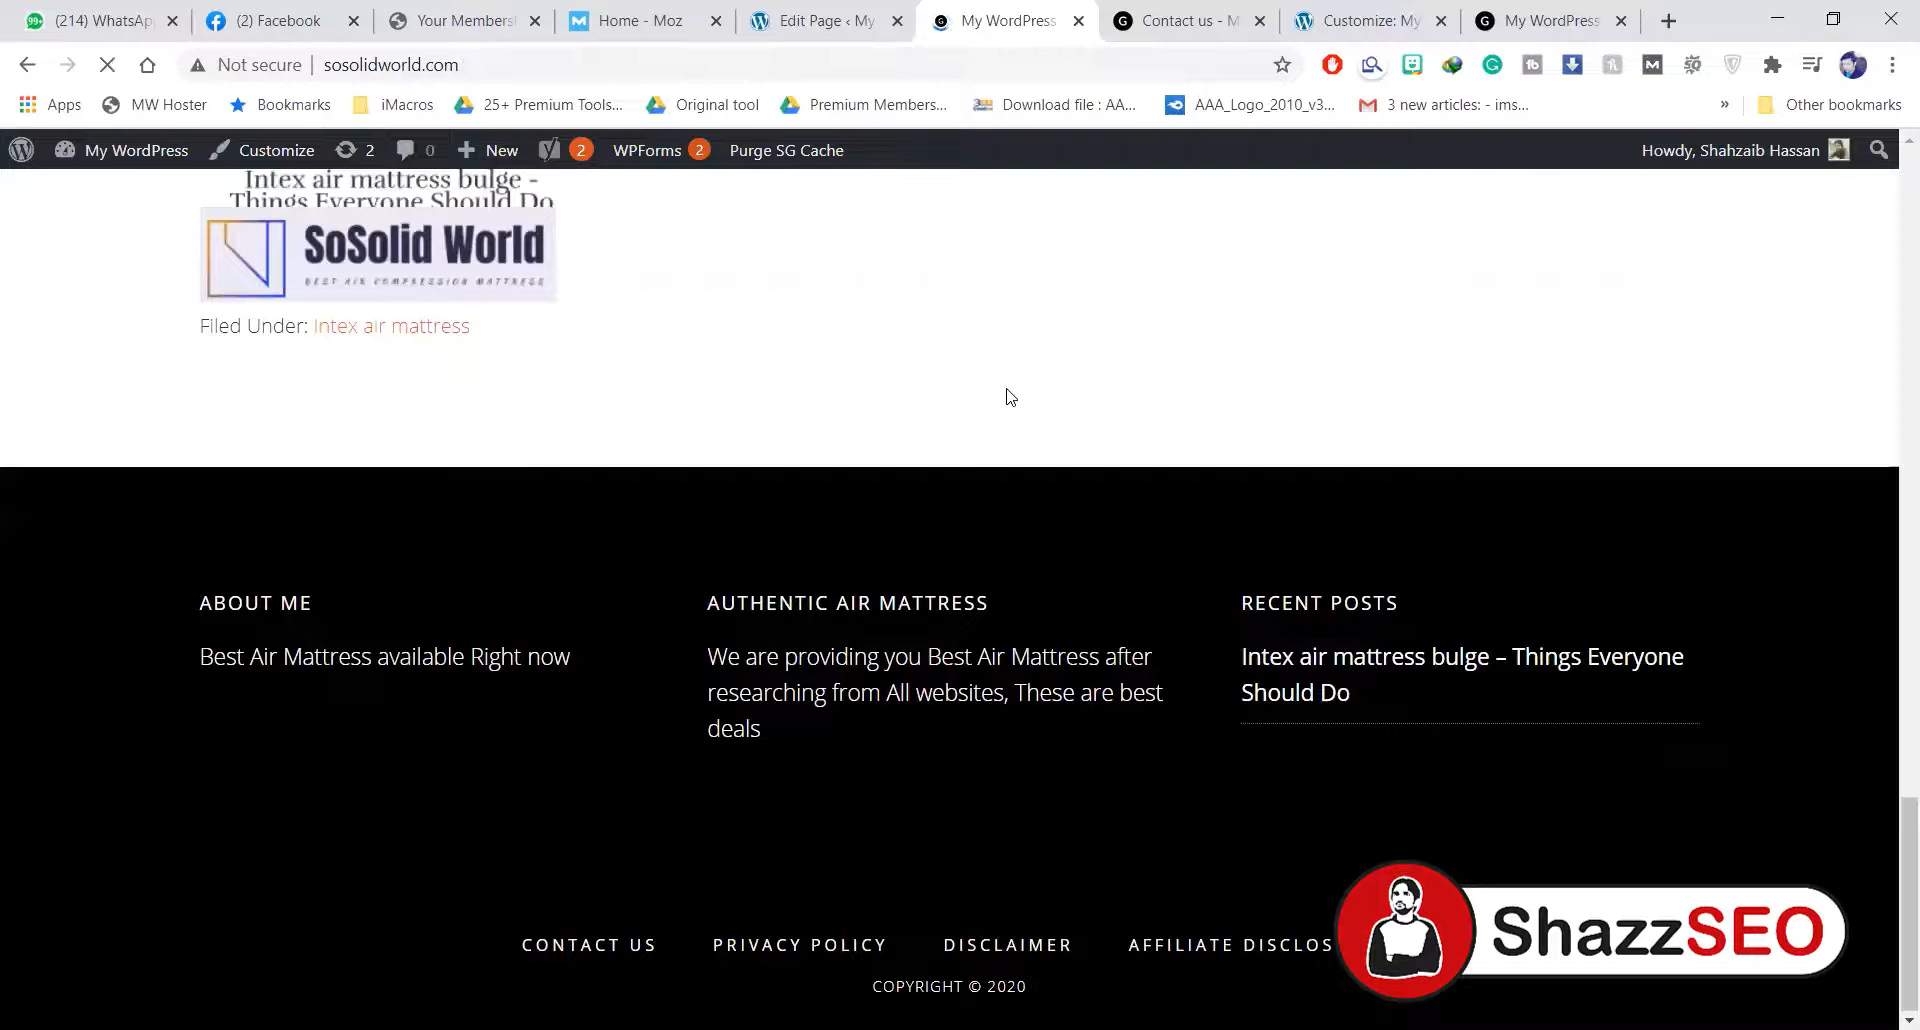 99 (214) WhatsAp
(2) Facebook
Your Members
Home - Moz
Edit Page ‹ My
My WordPress
Contact us - M
Customize: My
My WordPress
Not secure
sosolidworld.com
Apps
MW Hoster
Bookmarks
iMacros
25+ Premium Tools...
Original tool
Premium Members...
Download file : AA...
AAA_Logo_2010_v3...
3 new articles: - ims...
»
Other bookmarks
My WordPress
Customize
2
0
New
2
WPForms 2
Purge SG Cache
Howdy, Shahzaib Hassan
Intex air mattress bulge -
Things Everyone Should Do
SoSolid World
BEST AIR COMPRESSION MATTRESS
Filed Under: Intex air mattress
ABOUT ME
Best Air Mattress available Right now
AUTHENTIC AIR MATTRESS
We are providing you Best Air Mattress after
researching from All websites, These are best
deals
RECENT POSTS
Intex air mattress bulge – Things Everyone
Should Do
CONTACT US
PRIVACY POLICY
DISCLAIMER
AFFILIATE DISCLOS
COPYRIGHT © 2020
ShazzSEO